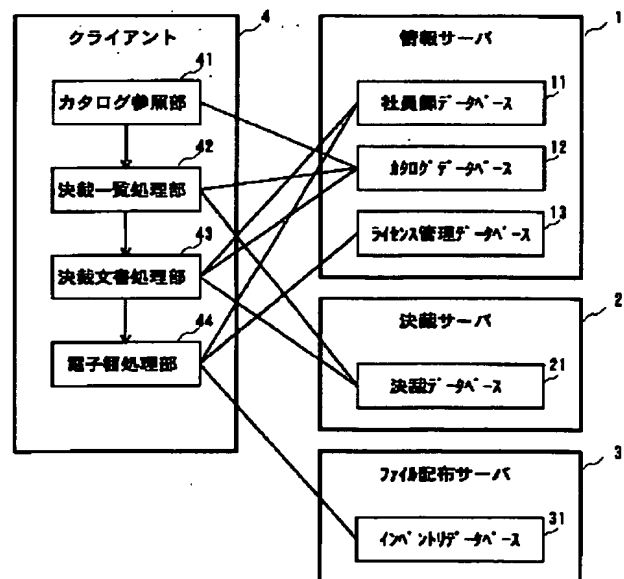 クライアント
4
41
カタログ参照部
42
決裁一覧処理部
43
決裁文書処理部
44
電子稟処理部
情報サーバ
1
11
社員録データベース
12
カタログデータベース
13
ライセンス管理データベース
決裁サーバ
2
21
決裁データベース
ファイル配布サーバ
3
31
インベントリデータベース